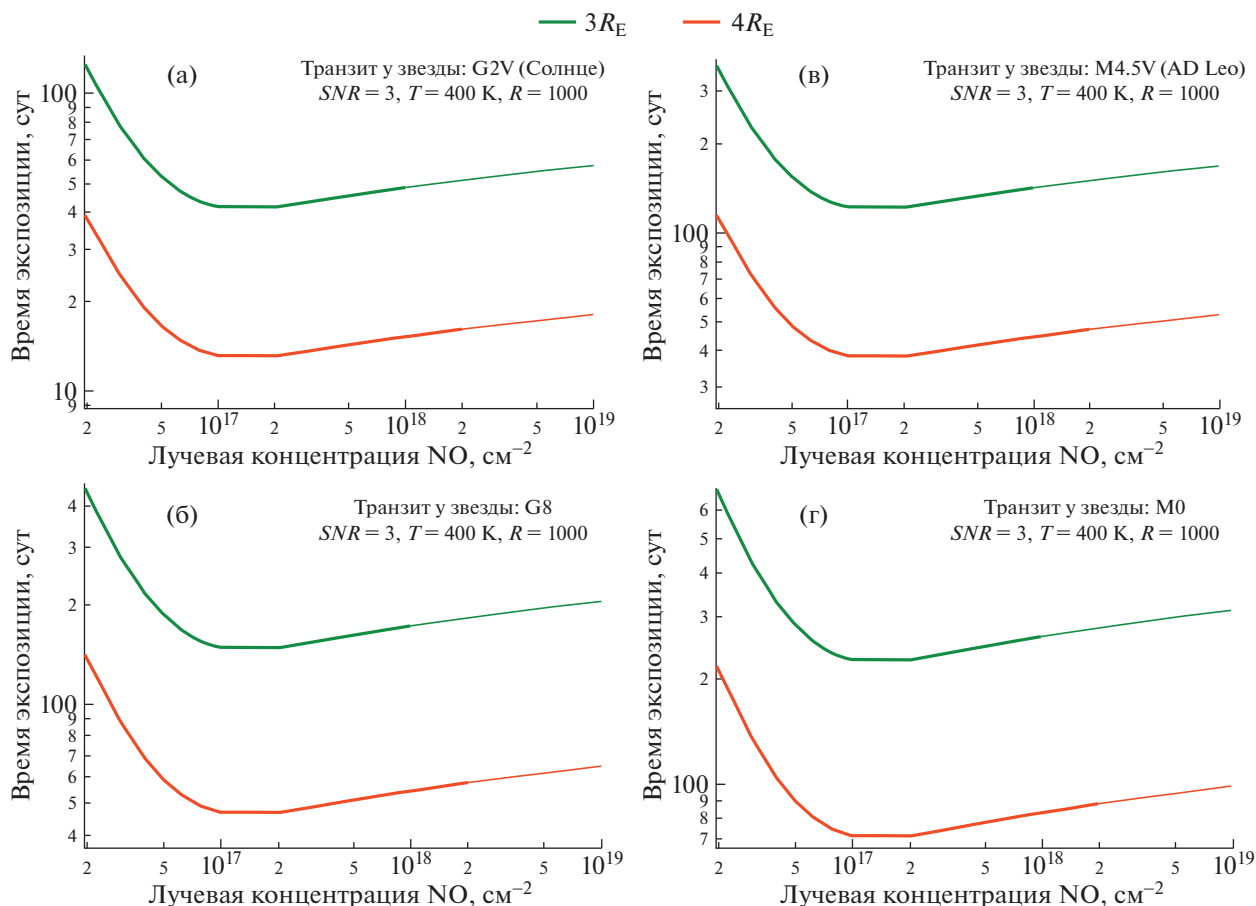 3R_E 4R_E
(а)
Транзит у звезды: G2V (Солнце)
SNR = 3, T = 400 K, R = 1000
Время экспозиции, сут
100
9
8
7
6
5
4
3
2
10
9
2 5 10^17 2 5 10^18 2 5 10^19
Лучевая концентрация NO, см^−2
(в)
Транзит у звезды: M4.5V (AD Leo)
SNR = 3, T = 400 K, R = 1000
Время экспозиции, сут
3
2
100
9
8
7
6
5
4
3
2 5 10^17 2 5 10^18 2 5 10^19
Лучевая концентрация NO, см^−2
(б)
Транзит у звезды: G8
SNR = 3, T = 400 K, R = 1000
Время экспозиции, сут
4
3
2
100
9
8
7
6
5
4
2 5 10^17 2 5 10^18 2 5 10^19
Лучевая концентрация NO, см^−2
(г)
Транзит у звезды: M0
SNR = 3, T = 400 K, R = 1000
Время экспозиции, сут
6
5
4
3
2
100
9
8
7
2 5 10^17 2 5 10^18 2 5 10^19
Лучевая концентрация NO, см^−2